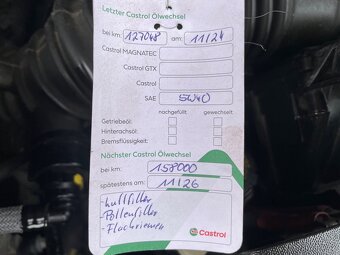 Letzter Castrol Ölwechsel
bei km: 127048 am: 11/24
Castrol MAGNATEC
Castrol GTX
Castrol
SAE 5W40
nachgefüllt gewechselt
Getriebeöl:
Hinterachsöl:
Bremsflüssigkeit:
Nächster Castrol Ölwechsel
bei km: 158000
spätestens am: 11/26
- Luftfilter
- Pollenfilter
- Flachriemen
Castrol